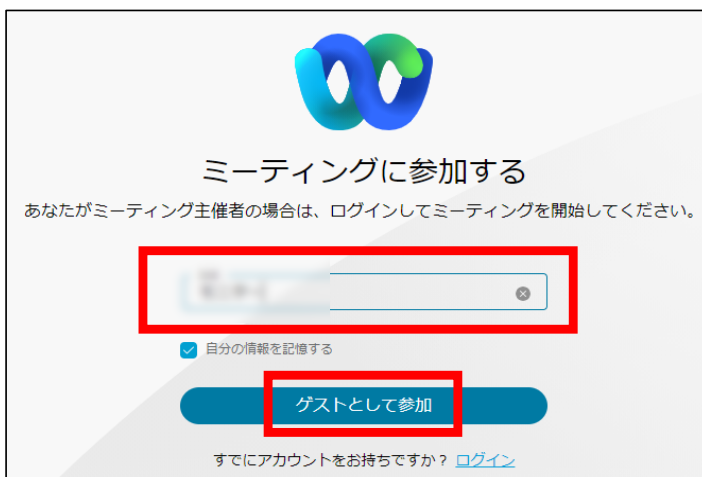 ミーティングに参加する
あなたがミーティング主催者の場合は、ログインしてミーティングを開始してください。
自分の情報を記憶する
ゲストとして参加
すでにアカウントをお持ちですか？ ログイン